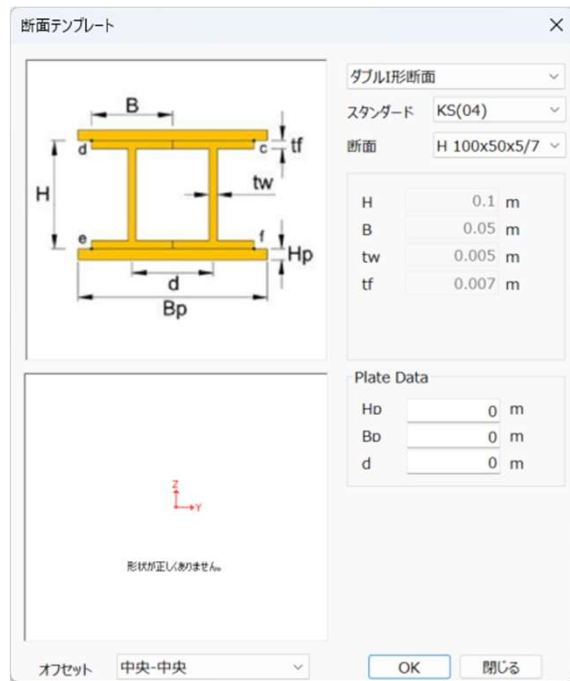 断面テンプレート
ダブルI形断面
スタンダード KS(04)
断面 H 100x50x5/7
B
d c tf
tw
H
e f Hp
d
Bp
H 0.1 m
B 0.05 m
tw 0.005 m
tf 0.007 m
Plate Data
Hp 0 m
Bp 0 m
d 0 m
Z
Y
形状が正しくありません。
オフセット 中央-中央
OK 閉じる